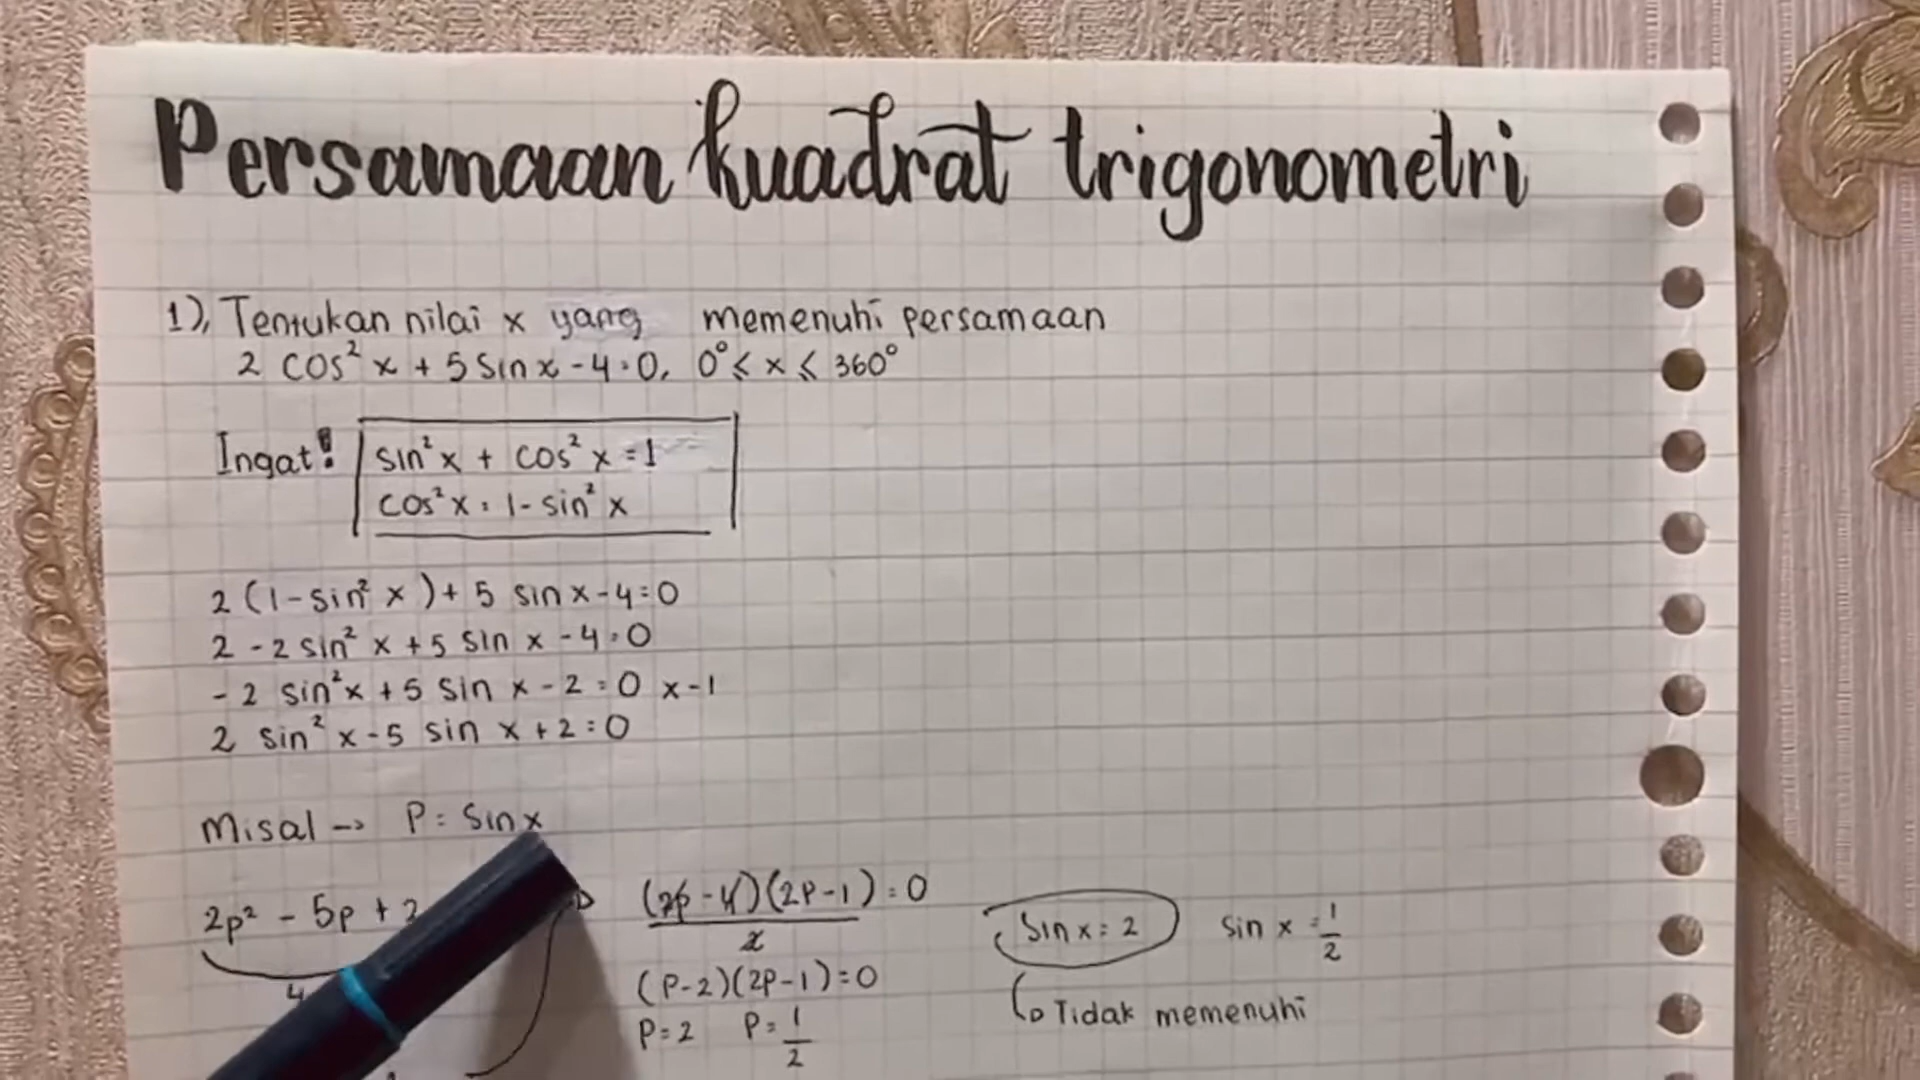 Persamaan kuadrat trigonometri
1). Tentukan nilai x yang memenuhi persamaan
2 cos² x + 5 sin x - 4 = 0, 0° ≤ x ≤ 360°
Ingat! sin² x + cos² x = 1
cos² x = 1 - sin² x
2 (1 - sin² x) + 5 sin x - 4 = 0
2 - 2 sin² x + 5 sin x - 4 = 0
- 2 sin² x + 5 sin x - 2 = 0 x - 1
2 sin² x - 5 sin x + 2 = 0
Misal → P = Sin x
2p² - 5p + 2
4
(2p - 4)(2P - 1) = 0
2
(P - 2)(2P - 1) = 0
P = 2 P = 1/2
Sin x = 2 sin x = 1/2
Tidak memenuhi